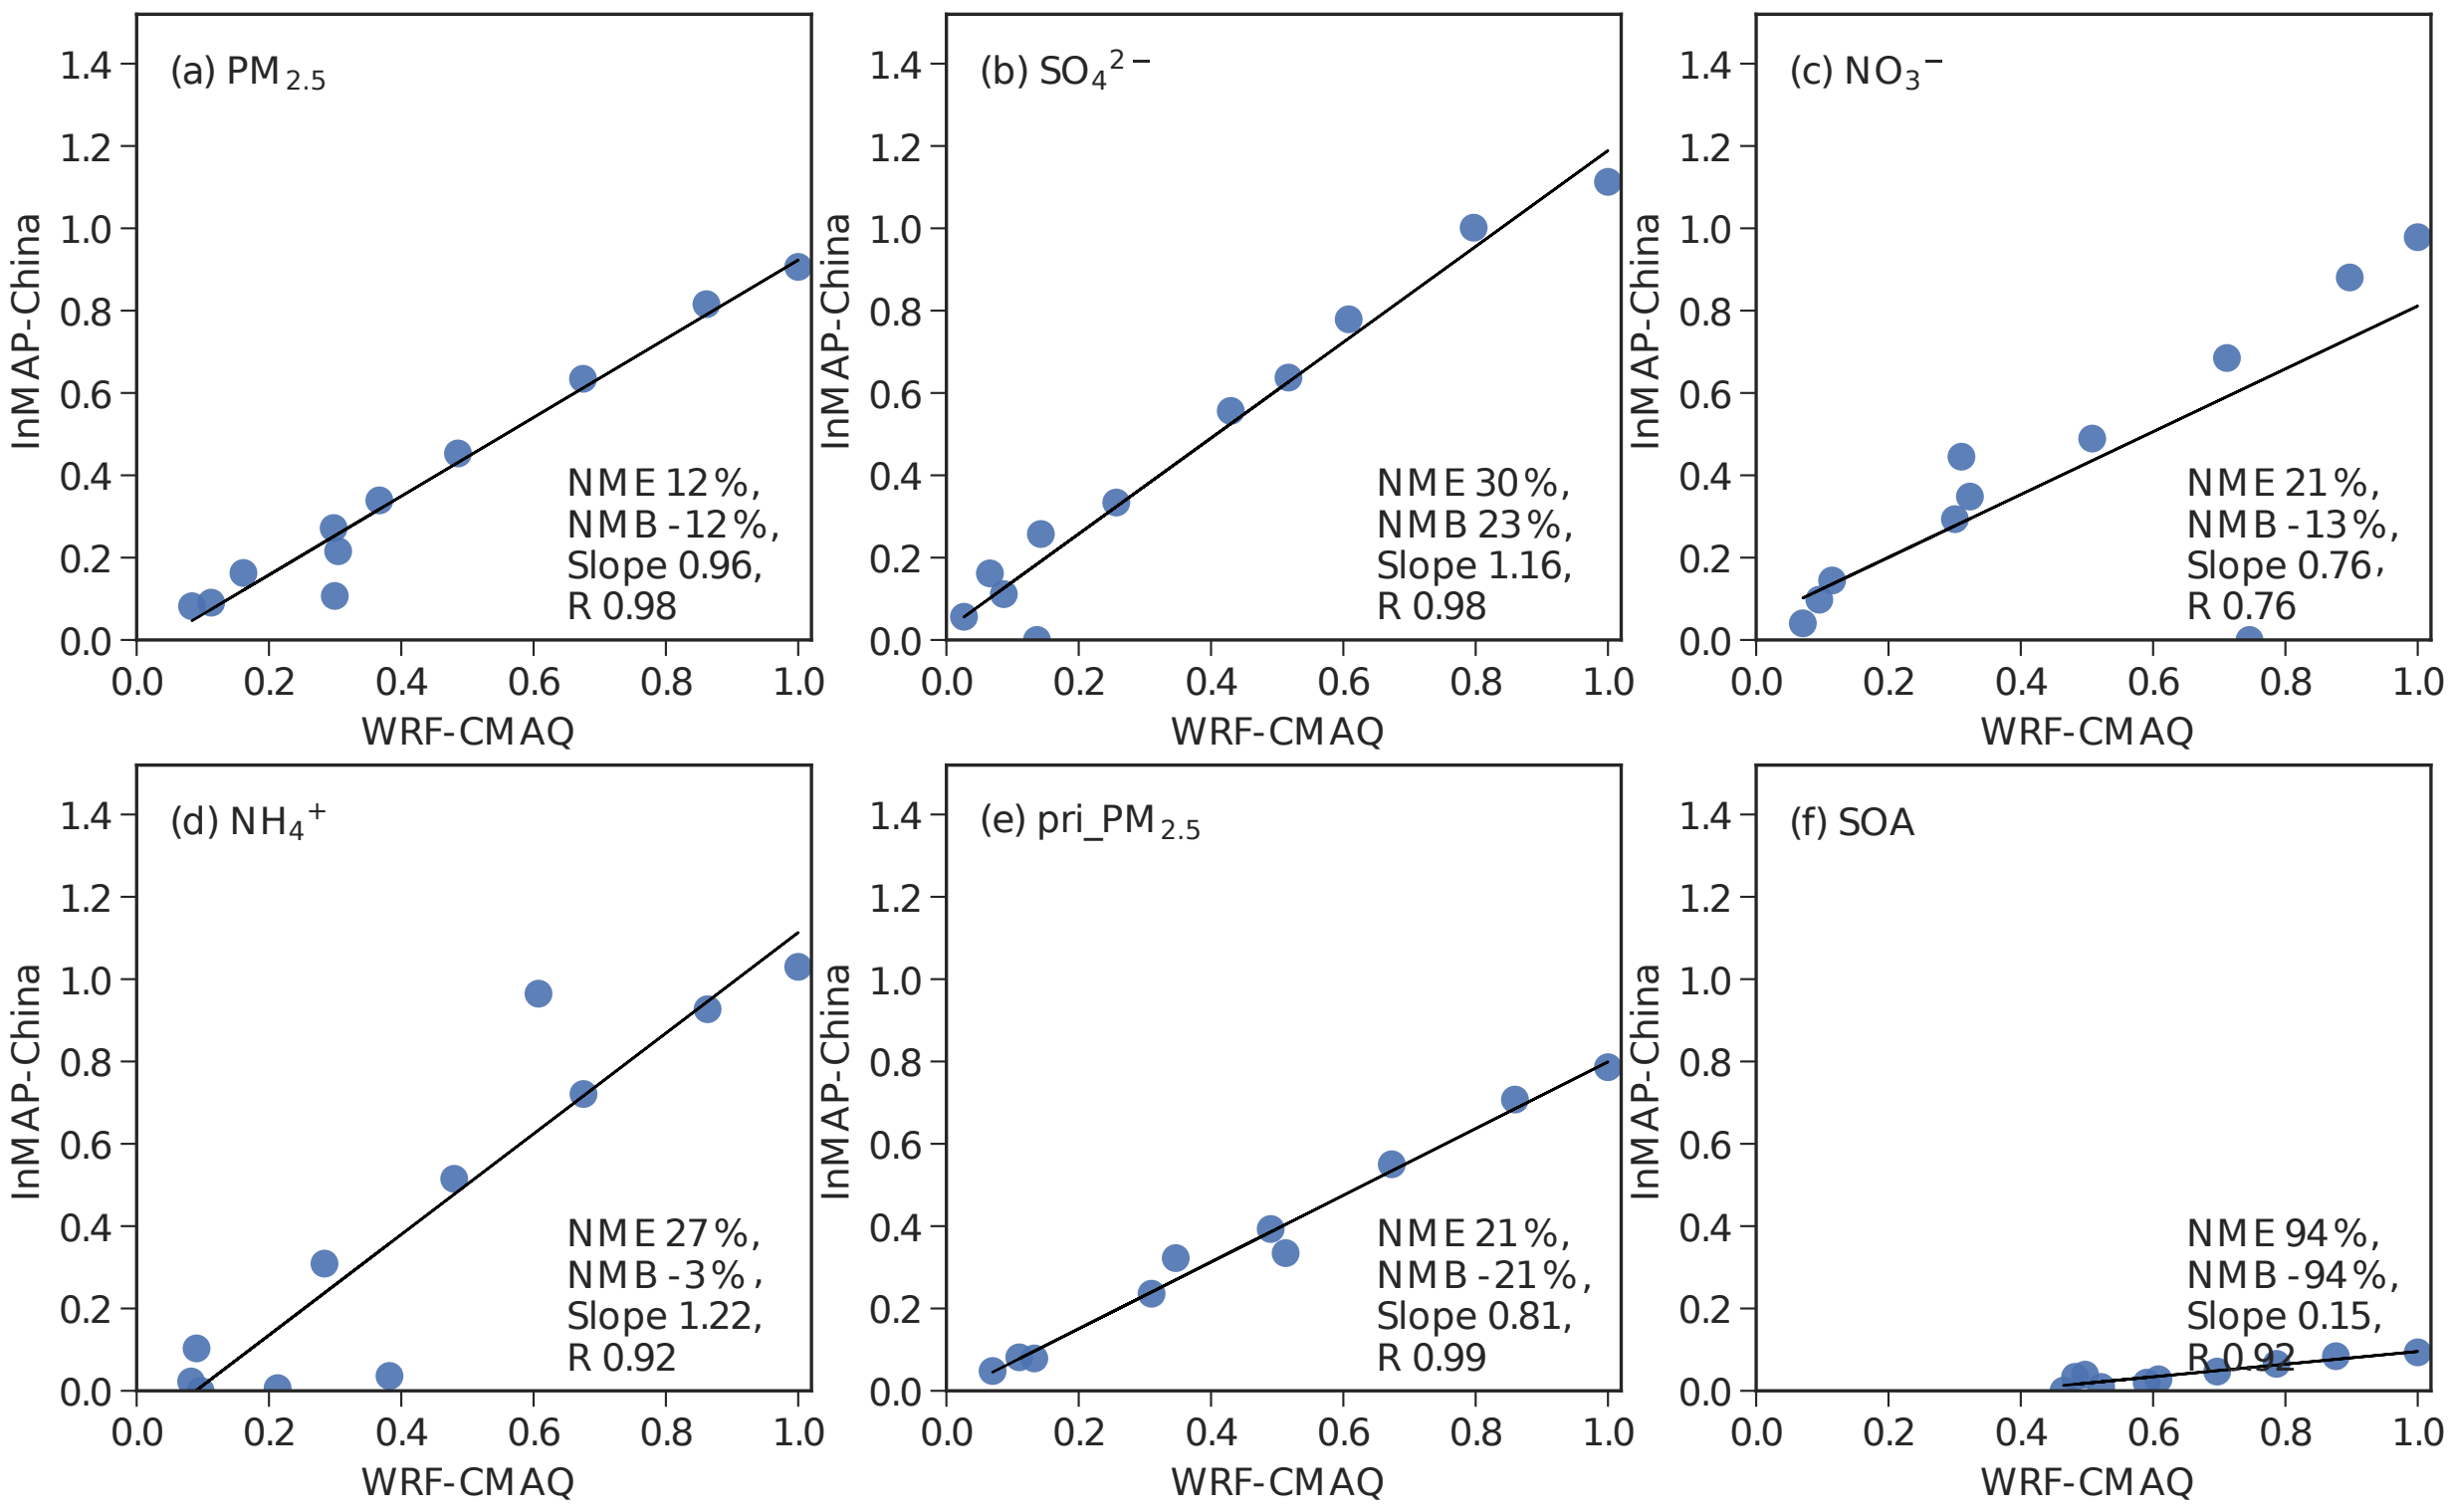 (a) PM2.5
InMAP-China
1.4
1.2
1.0
0.8
0.6
0.4
0.2
0.0
NME 12%,
NMB -12%,
Slope 0.96,
R 0.98
0.0 0.2 0.4 0.6 0.8 1.0
WRF-CMAQ
(b) SO4²⁻
InMAP-China
1.4
1.2
1.0
0.8
0.6
0.4
0.2
0.0
NME 30%,
NMB 23%,
Slope 1.16,
R 0.98
0.0 0.2 0.4 0.6 0.8 1.0
WRF-CMAQ
(c) NO3⁻
InMAP-China
1.4
1.2
1.0
0.8
0.6
0.4
0.2
0.0
NME 21%,
NMB -13%,
Slope 0.76,
R 0.76
0.0 0.2 0.4 0.6 0.8 1.0
WRF-CMAQ
(d) NH4⁺
InMAP-China
1.4
1.2
1.0
0.8
0.6
0.4
0.2
0.0
NME 27%,
NMB -3%,
Slope 1.22,
R 0.92
0.0 0.2 0.4 0.6 0.8 1.0
WRF-CMAQ
(e) pri_PM2.5
InMAP-China
1.4
1.2
1.0
0.8
0.6
0.4
0.2
0.0
NME 21%,
NMB -21%,
Slope 0.81,
R 0.99
0.0 0.2 0.4 0.6 0.8 1.0
WRF-CMAQ
(f) SOA
InMAP-China
1.4
1.2
1.0
0.8
0.6
0.4
0.2
0.0
NME 94%,
NMB -94%,
Slope 0.15,
R 0.92
0.0 0.2 0.4 0.6 0.8 1.0
WRF-CMAQ